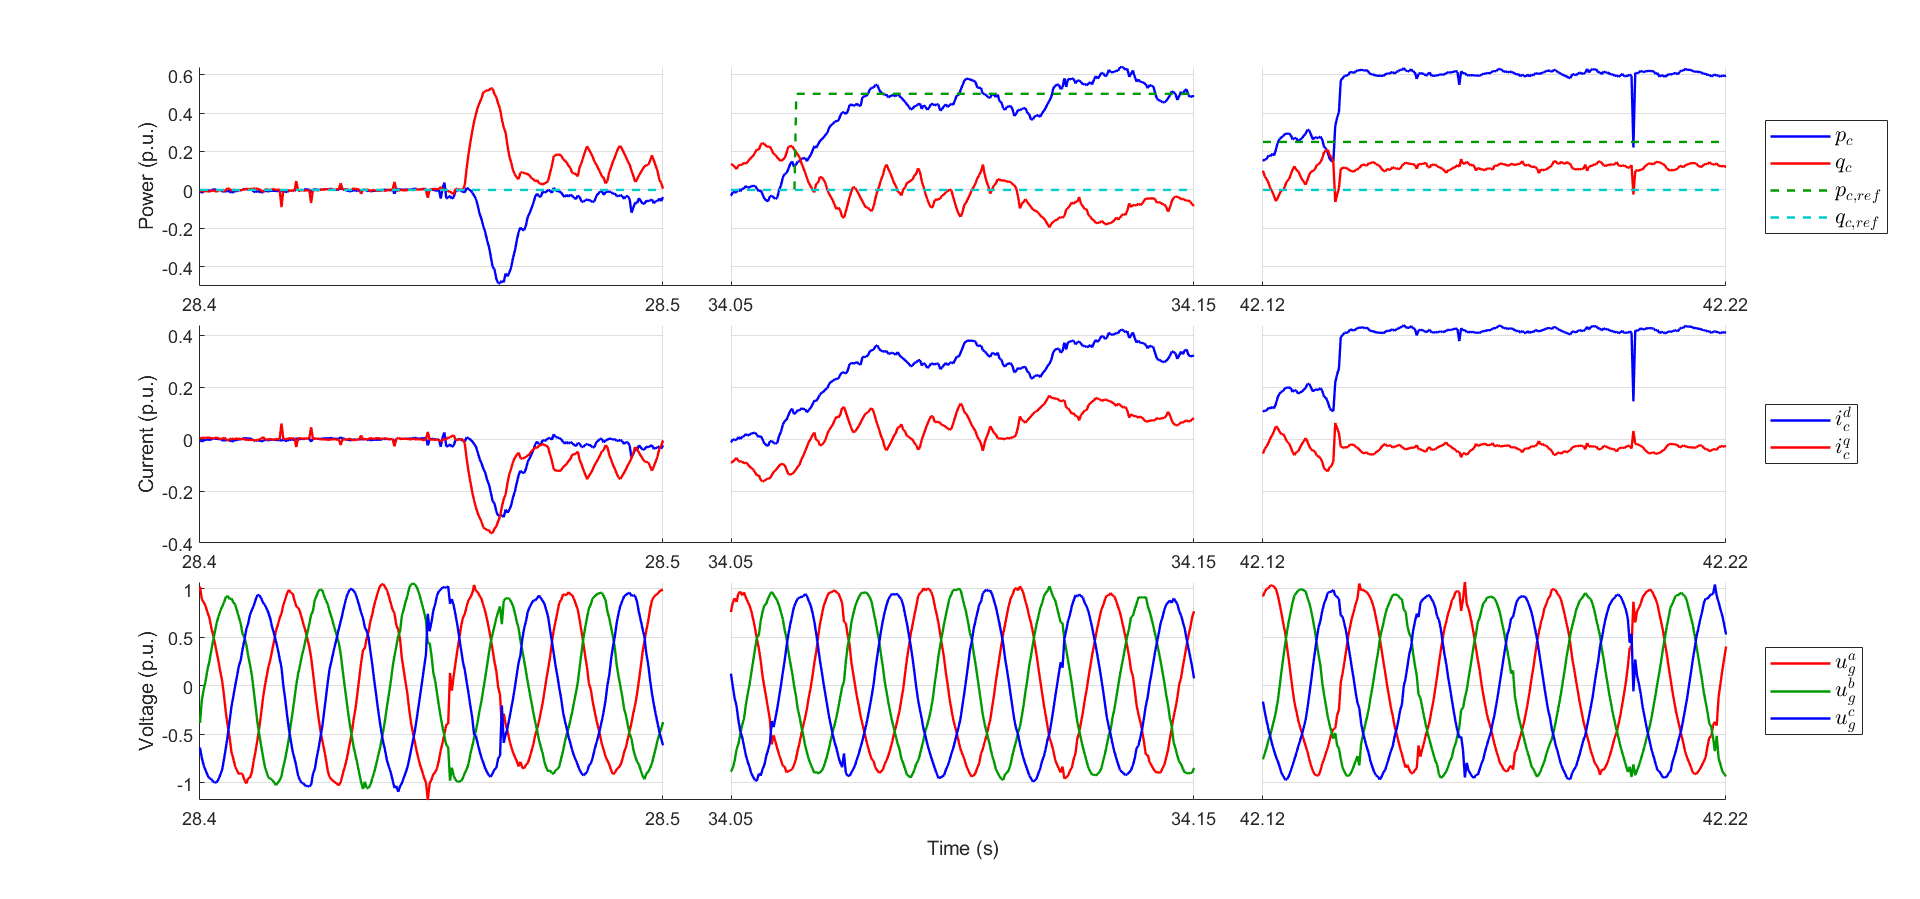 0.6
0.4
0.2
0
-0.2
-0.4
Power (p.u.)
28.4 28.5 34.05 34.15 42.12 42.22
p_c
q_c
p_{c,ref}
q_{c,ref}
0.4
0.2
0
-0.2
-0.4
Current (p.u.)
28.4 28.5 34.05 34.15 42.12 42.22
i_c^d
i_c^q
1
0.5
0
-0.5
-1
Voltage (p.u.)
28.4 28.5 34.05 34.15 42.12 42.22
u_g^a
u_g^b
u_g^c
Time (s)